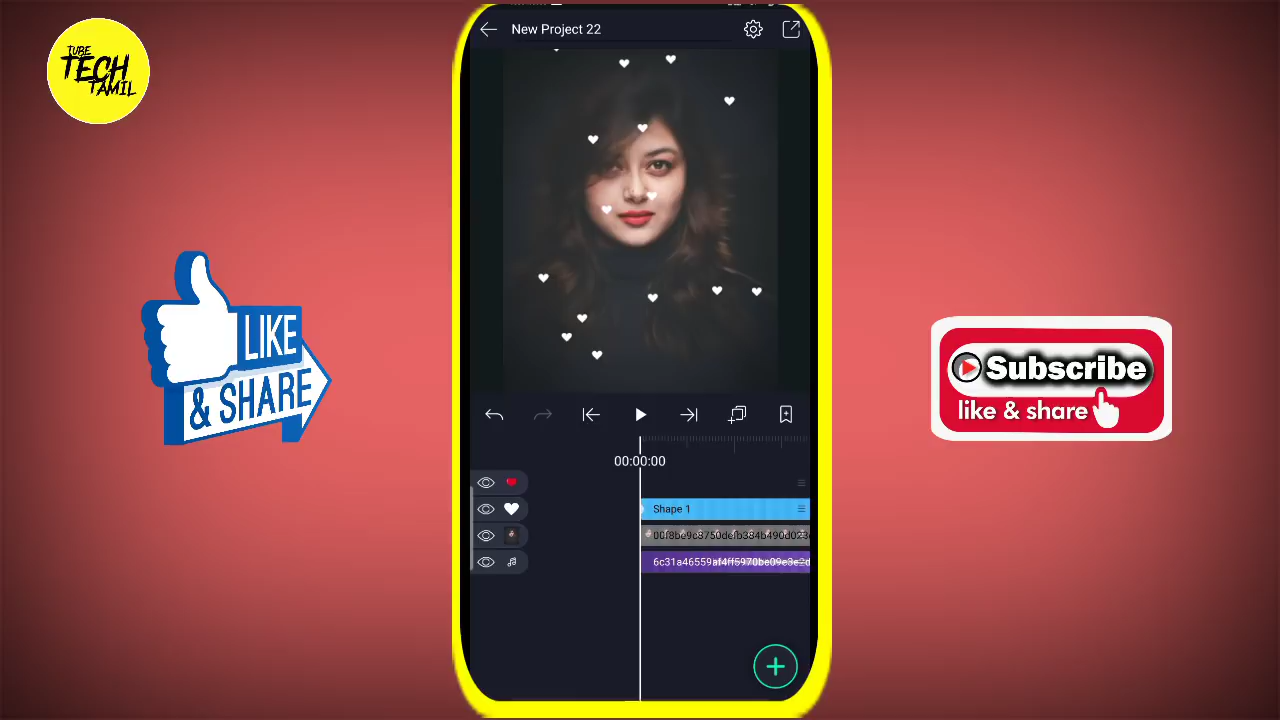 TUBE
TECH
TAMIL
New Project 22
LIKE
& SHARE
Subscribe
like & share
00:00:00
Shape 1